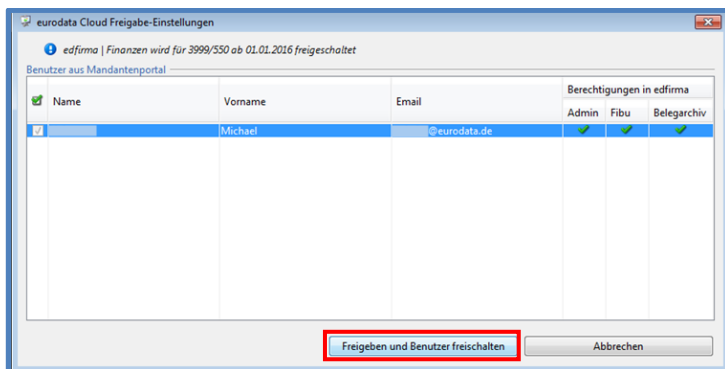 eurodata Cloud Freigabe-Einstellungen
edfirma | Finanzen wird für 3999/550 ab 01.01.2016 freigeschaltet
Benutzer aus Mandantenportal
Name Vorname Email Berechtigungen in edfirma
Admin Fibu Belegarchiv
Michael @eurodata.de
Freigeben und Benutzer freischalten Abbrechen